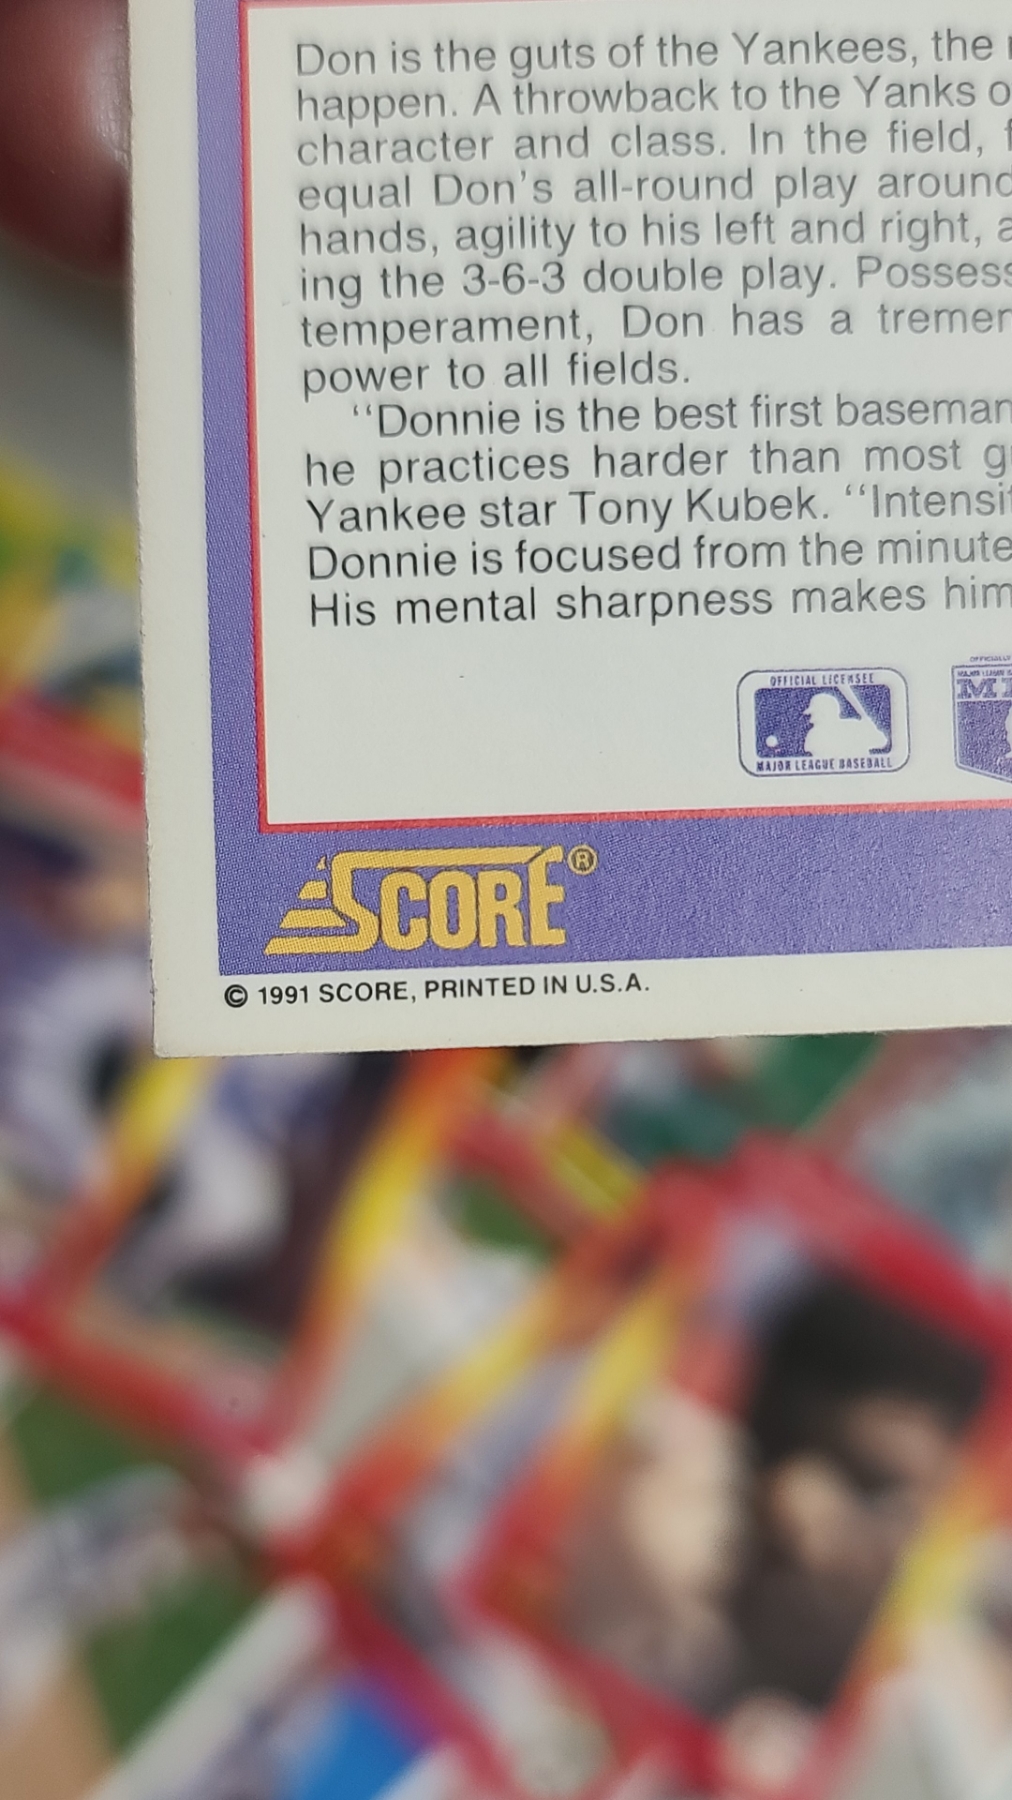 Don is the guts of the Yankees, the
happen. A throwback to the Yanks
character and class. In the field,
equal Don's all-round play around
hands, agility to his left and right,
ing the 3-6-3 double play. Possess
temperament, Don has a tremen
power to all fields.
“Donnie is the best first baseman
he practices harder than most
Yankee star Tony Kubek. “Intensit
Donnie is focused from the minute
His mental sharpness makes him
OFFICIAL LICENSEE
MAJOR LEAGUE BASEBALL
SCORE®
© 1991 SCORE, PRINTED IN U.S.A.